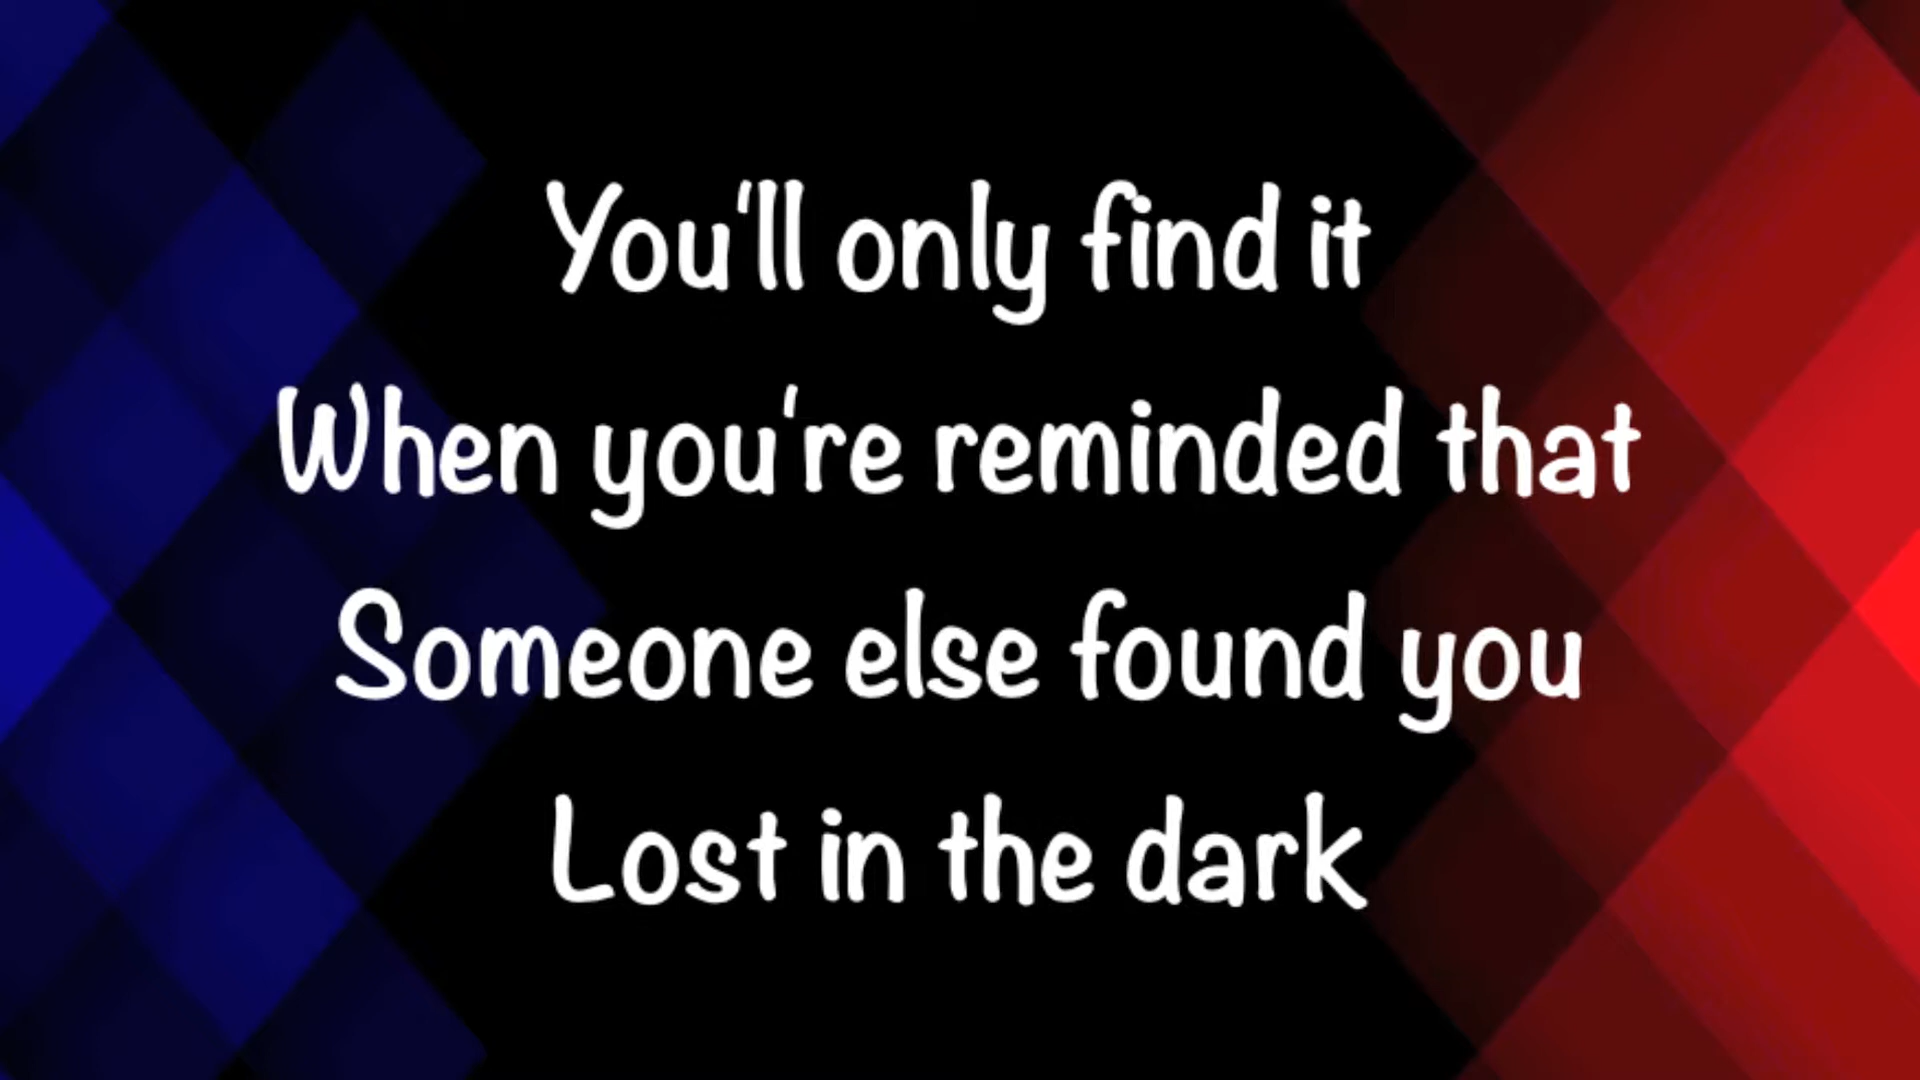 You'll only find it
When you're reminded that
Someone else found you
Lost in the dark